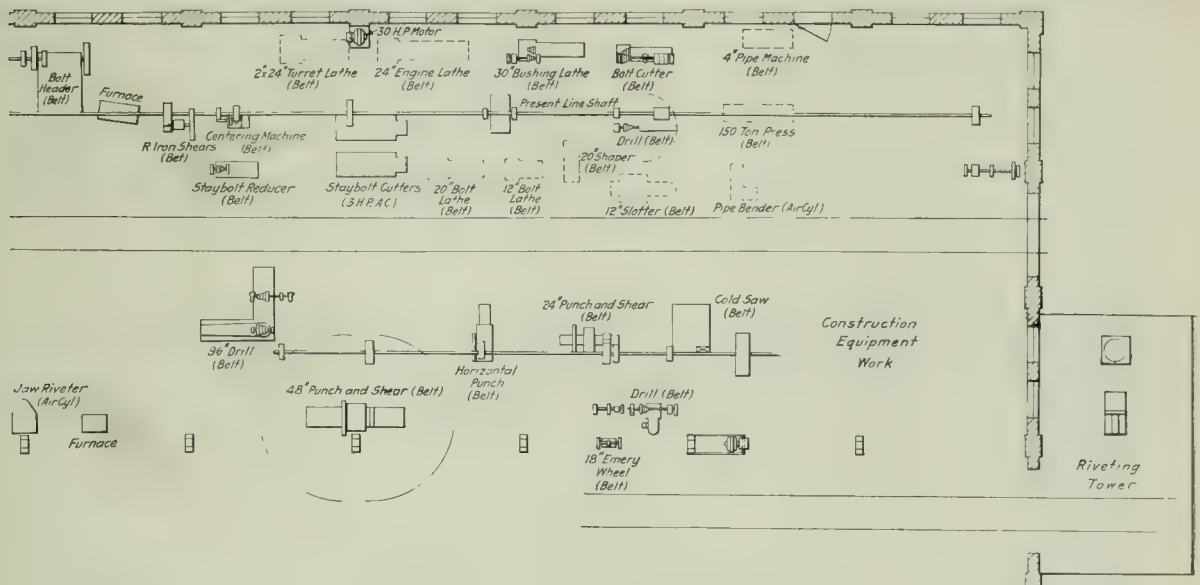 30 H.P. Motor
Bolt
Header
(Belt)
Furnace
2x24" Turret Lathe
(Belt)
24" Engine Lathe
(Belt)
30" Bushing Lathe
(Belt)
Bolt Cutter
(Belt)
4" Pipe Machine
(Belt)
Present Line Shaft
R Iron Shears
(Belt)
Centering Machine
(Belt)
Drill (Belt)
150 Ton Press
(Belt)
Staybolt Reducer
(Belt)
Staybolt Cutters
(3 H.P. AC)
20" Bolt
Lathe
(Belt)
12" Bolt
Lathe
(Belt)
20" Shaper
(Belt)
12" Slotter (Belt)
Pipe Bender (Air Cyl)
96" Drill
(Belt)
Horizontal
Punch
(Belt)
24" Punch and Shear
(Belt)
Cold Saw
(Belt)
Construction
Equipment
Work
Jaw Riveter
(Air Cyl)
Furnace
48" Punch and Shear (Belt)
Drill (Belt)
18" Emery
Wheel
(Belt)
Riveting
Tower